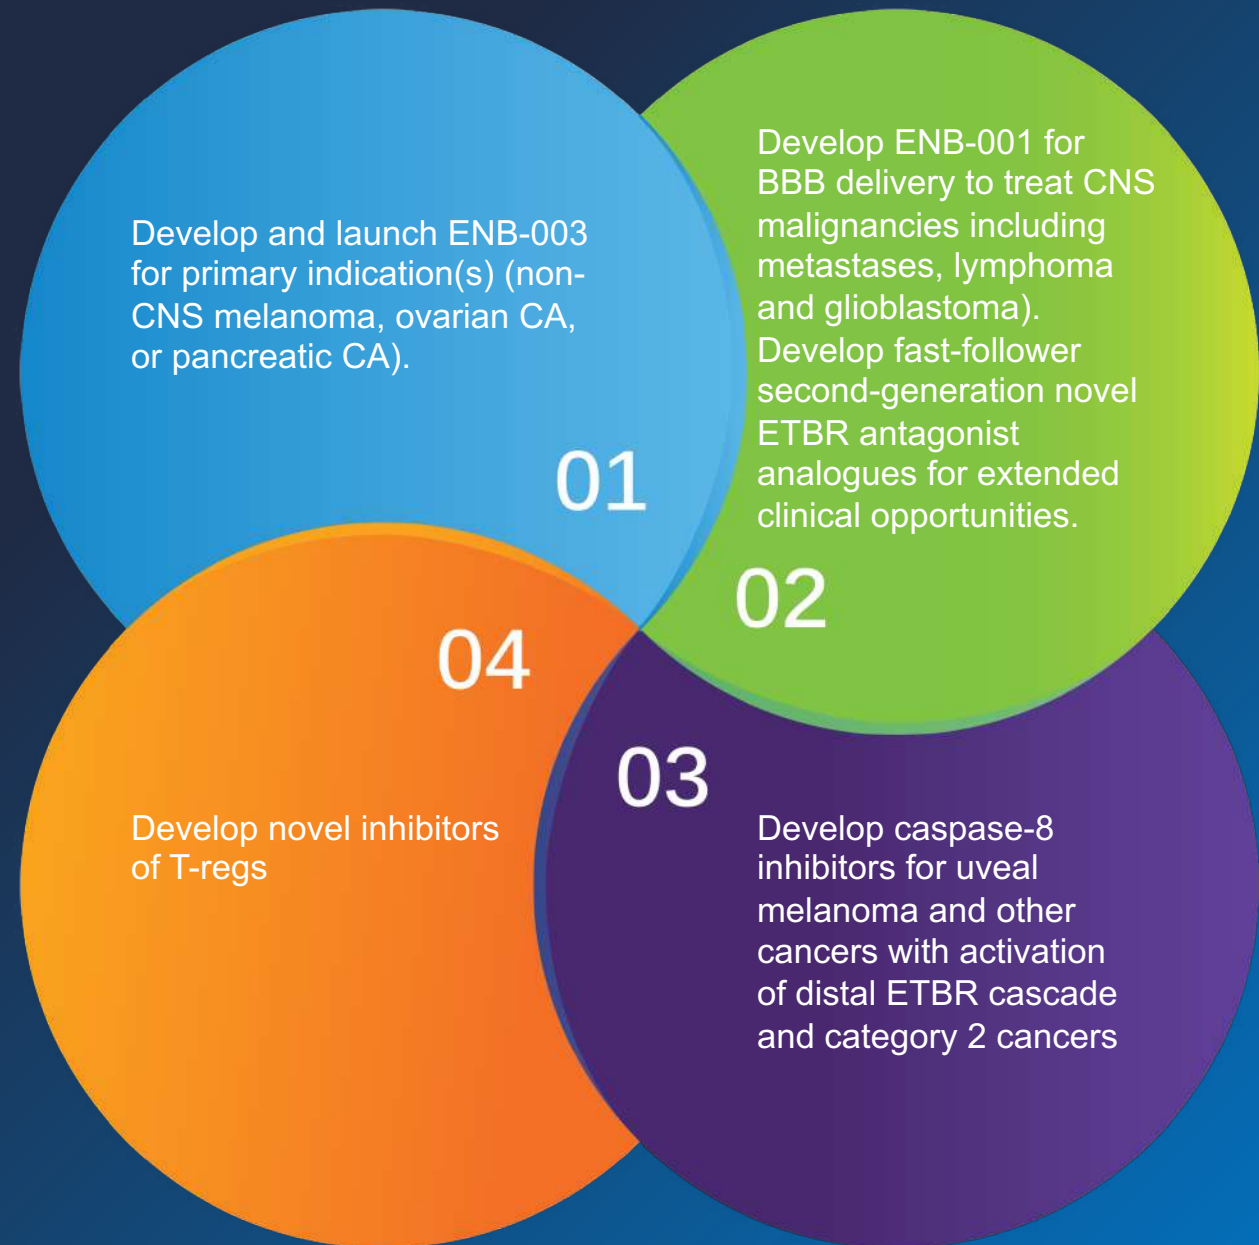 Develop and launch ENB-003
for primary indication(s) (non-
CNS melanoma, ovarian CA,
or pancreatic CA).
01
Develop ENB-001 for
BBB delivery to treat CNS
malignancies including
metastases, lymphoma
and glioblastoma).
Develop fast-follower
second-generation novel
ETBR antagonist
analogues for extended
clinical opportunities.
02
03
Develop caspase-8
inhibitors for uveal
melanoma and other
cancers with activation
of distal ETBR cascade
and category 2 cancers
04
Develop novel inhibitors
of T-regs